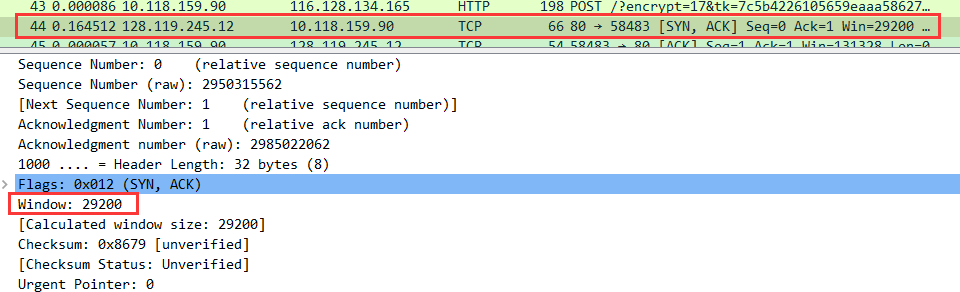 43 0.000086 10.118.159.90 116.128.134.165 HTTP 198 POST /?encrypt=17&tk=7c5b4226105659eaaa58627…
44 0.164512 128.119.245.12 10.118.159.90 TCP 66 80 → 58483 [SYN, ACK] Seq=0 Ack=1 Win=29200 …
45 0.000057 10.118.159.90 128.119.245.12 TCP 54 58483 → 80 [ACK] Seq=1 Ack=1 Win=131328 Len=0
Sequence Number: 0 (relative sequence number)
Sequence Number (raw): 2950315562
[Next Sequence Number: 1 (relative sequence number)]
Acknowledgment Number: 1 (relative ack number)
Acknowledgment number (raw): 2985022062
1000 .... = Header Length: 32 bytes (8)
Flags: 0x012 (SYN, ACK)
Window: 29200
[Calculated window size: 29200]
Checksum: 0x8679 [unverified]
[Checksum Status: Unverified]
Urgent Pointer: 0